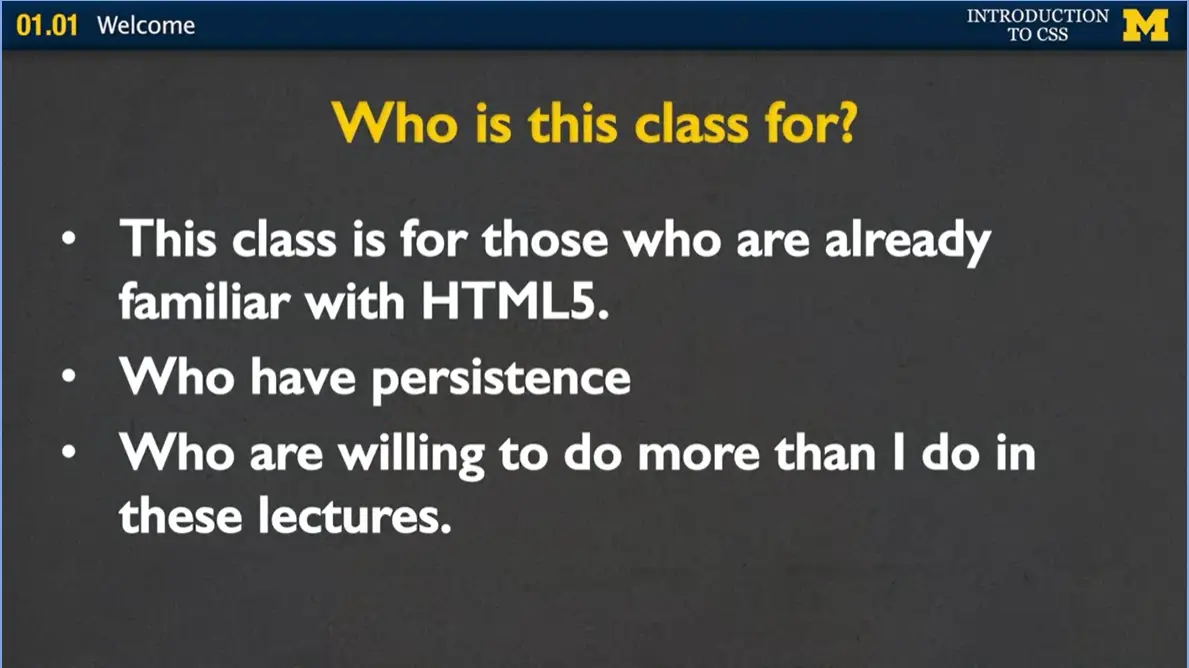 01.01 Welcome
INTRODUCTION
TO CSS
M
Who is this class for?
• This class is for those who are already
familiar with HTML5.
• Who have persistence
• Who are willing to do more than I do in
these lectures.